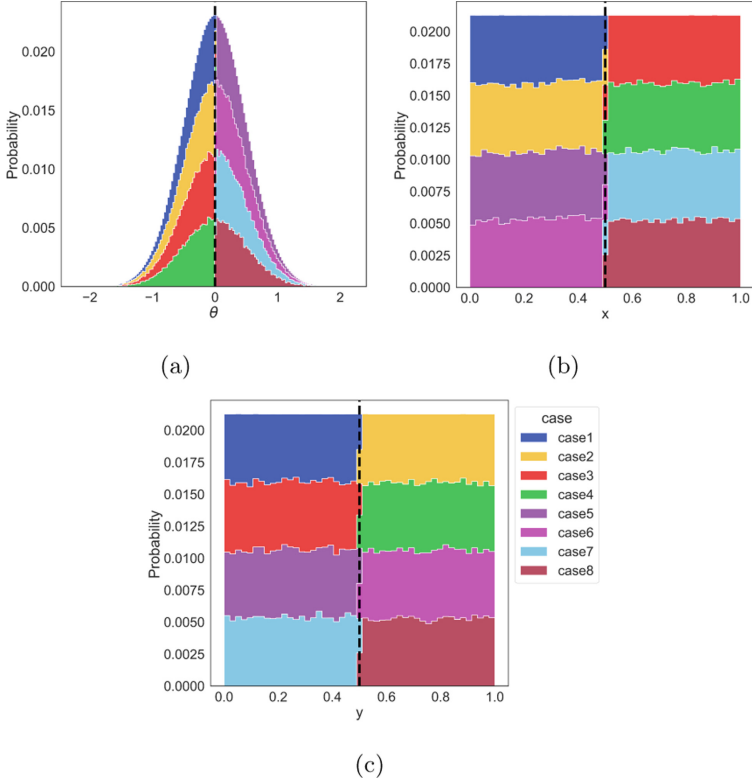 Probability
0.020
0.015
0.010
0.005
0.000
−2
−1
0
1
2
θ
(a)
Probability
0.0200
0.0175
0.0150
0.0125
0.0100
0.0075
0.0050
0.0025
0.0000
0.0
0.2
0.4
0.6
0.8
1.0
x
(b)
Probability
0.0200
0.0175
0.0150
0.0125
0.0100
0.0075
0.0050
0.0025
0.0000
0.0
0.2
0.4
0.6
0.8
1.0
y
case
case1
case2
case3
case4
case5
case6
case7
case8
(c)